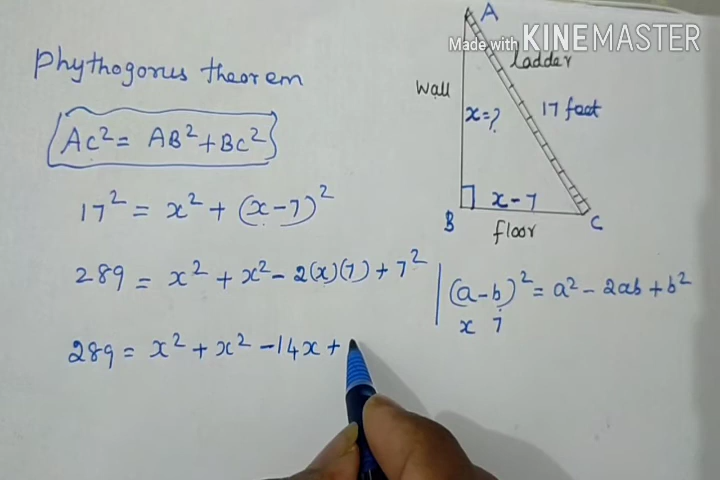 Made with KINEMASTER
Phythogorus theorem
AC² = AB² + BC²
17² = x² + (x-7)²
289 = x² + x² - 2(x)(7) + 7²
289 = x² + x² - 14x +
A
ladder
wall
x=?
17 feet
x-7
B
C
floor
(a-b)² = a² - 2ab + b²
x 7